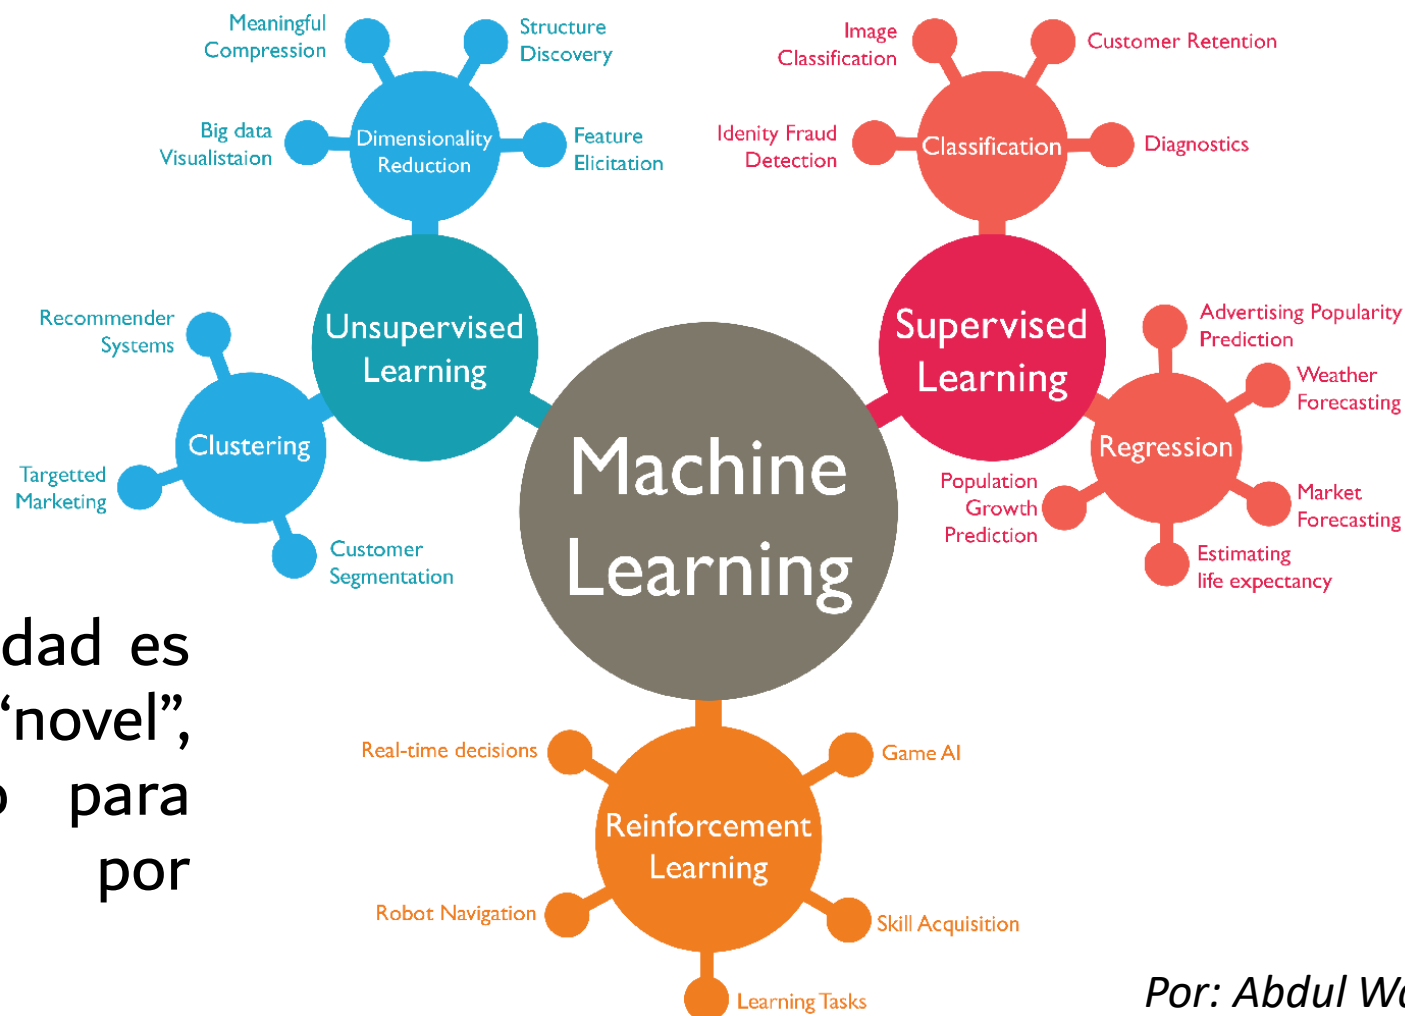 Meaningful
Compression
Structure
Discovery
Big data
Visualistaion
Dimensionality
Reduction
Feature
Elicitation
Image
Classification
Customer Retention
Idenity Fraud
Detection
Classification
Diagnostics
Recommender
Systems
Unsupervised
Learning
Clustering
Targetted
Marketing
Customer
Segmentation
Supervised
Learning
Advertising Popularity
Prediction
Weather
Forecasting
Regression
Population
Growth
Prediction
Market
Forecasting
Estimating
life expectancy
Machine
Learning
dad es
“novel”,
para
por
Real-time decisions
Game AI
Reinforcement
Learning
Robot Navigation
Skill Acquisition
Learning Tasks
Por: Abdul